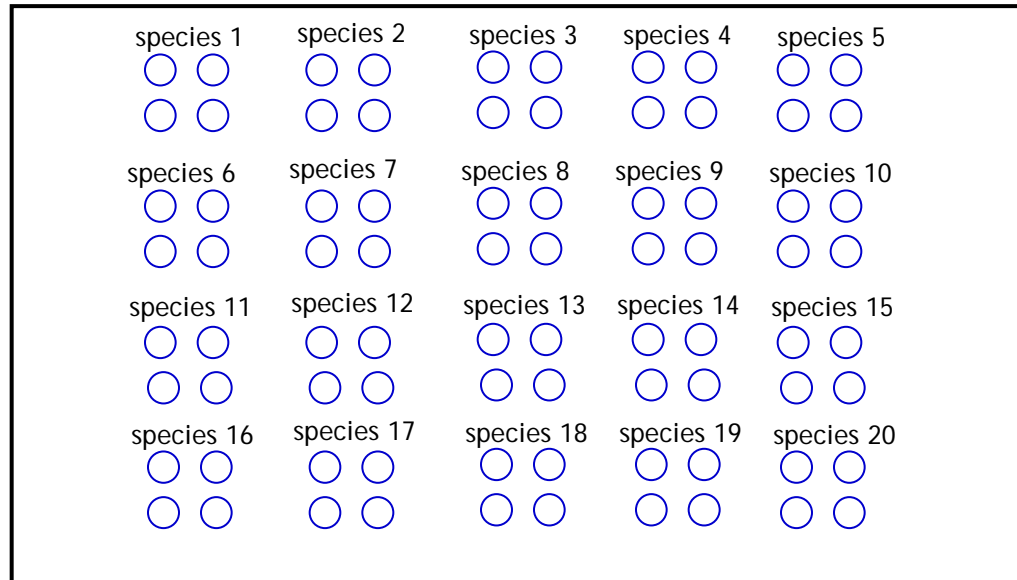 species 1 species 2 species 3 species 4 species 5
species 6 species 7 species 8 species 9 species 10
species 11 species 12 species 13 species 14 species 15
species 16 species 17 species 18 species 19 species 20